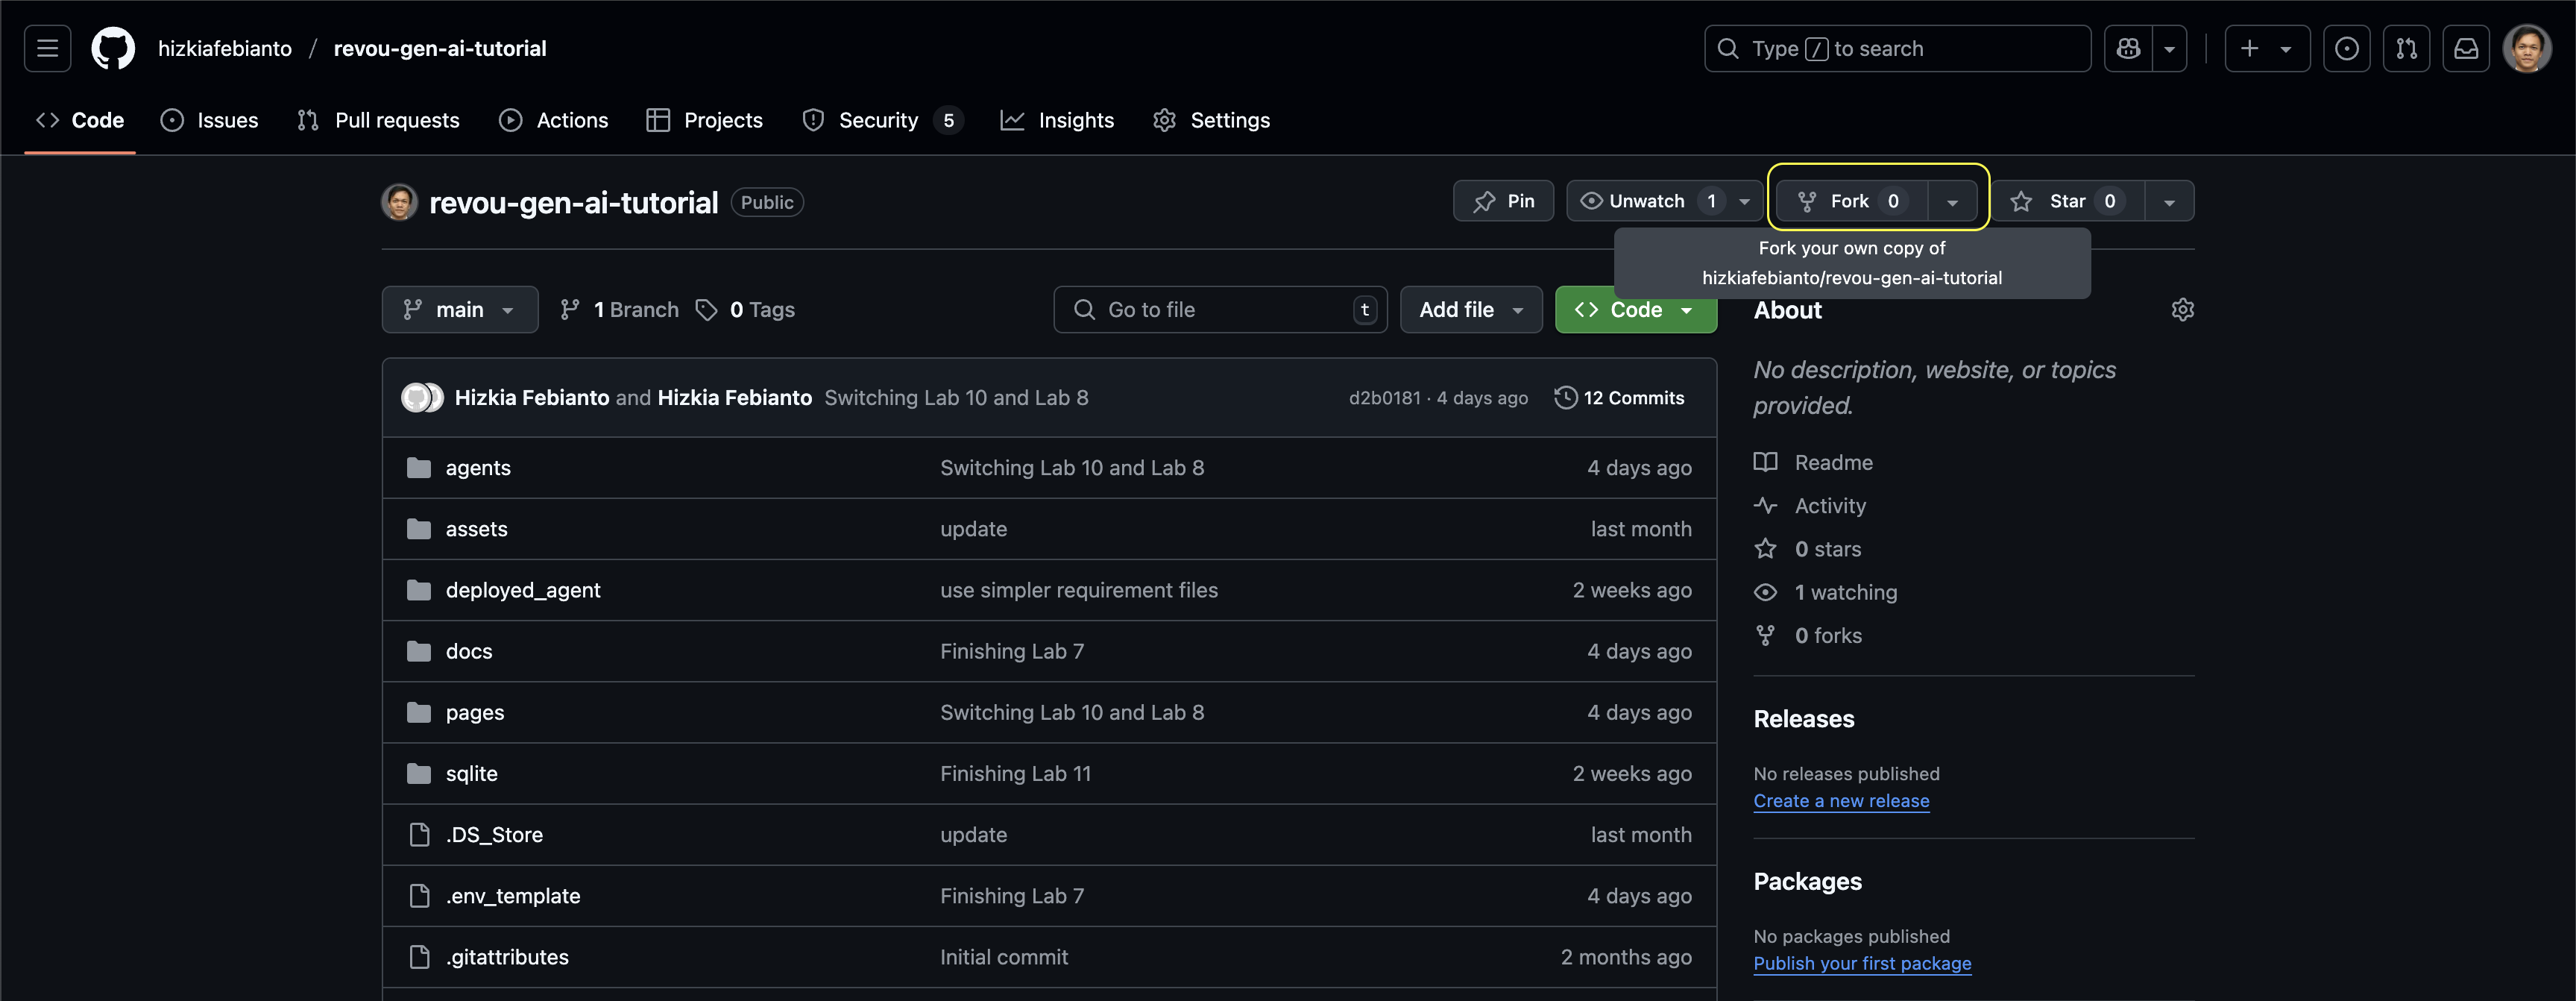 hizkiafebianto / revou-gen-ai-tutorial
Type / to search
Code Issues Pull requests Actions Projects Security 5 Insights Settings
revou-gen-ai-tutorial Public
Pin Unwatch 1 Fork 0 Star 0
Fork your own copy of
hizkiafebianto/revou-gen-ai-tutorial
main 1 Branch 0 Tags Go to file t Add file Code
Hizkia Febianto and Hizkia Febianto Switching Lab 10 and Lab 8 d2b0181 · 4 days ago 12 Commits
agents Switching Lab 10 and Lab 8 4 days ago
assets update last month
deployed_agent use simpler requirement files 2 weeks ago
docs Finishing Lab 7 4 days ago
pages Switching Lab 10 and Lab 8 4 days ago
sqlite Finishing Lab 11 2 weeks ago
.DS_Store update last month
.env_template Finishing Lab 7 4 days ago
.gitattributes Initial commit 2 months ago
About
No description, website, or topics
provided.
Readme
Activity
0 stars
1 watching
0 forks
Releases
No releases published
Create a new release
Packages
No packages published
Publish your first package